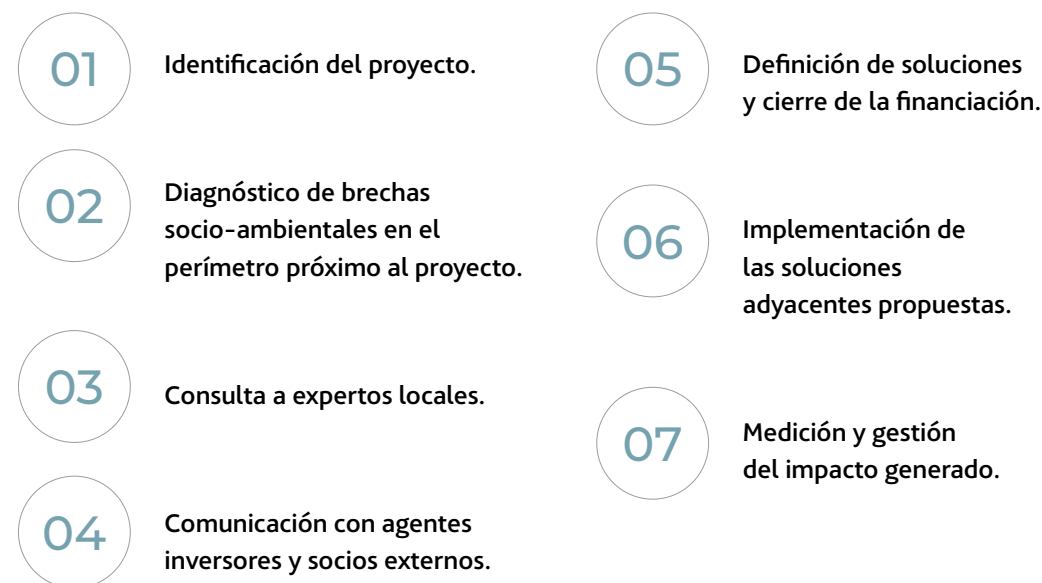 01
Identificación del proyecto.
02
Diagnóstico de brechas
socio-ambientales en el
perímetro próximo al proyecto.
03
Consulta a expertos locales.
04
Comunicación con agentes
inversores y socios externos.
05
Definición de soluciones
y cierre de la financiación.
06
Implementación de
las soluciones
adyacentes propuestas.
07
Medición y gestión
del impacto generado.